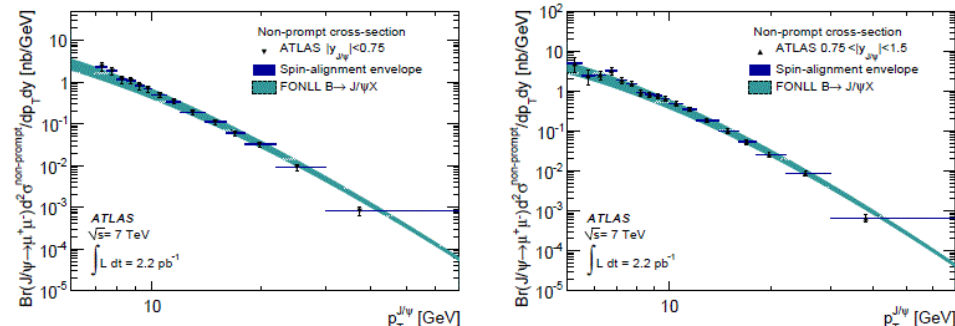 Br(J/ψ→μ⁺μ⁻)d²σ^non-prompt/dp_T dy [nb/GeV]
10
1
10⁻¹
10⁻²
10⁻³
10⁻⁴
10⁻⁵
Non-prompt cross-section
ATLAS |y_J/ψ|<0.75
Spin-alignment envelope
FONLL B→ J/ψX
ATLAS
√s= 7 TeV
∫L dt = 2.2 pb⁻¹
10
p_T^J/ψ [GeV]
Br(J/ψ→μ⁺μ⁻)d²σ^non-prompt/dp_T dy [nb/GeV]
10²
10
1
10⁻¹
10⁻²
10⁻³
10⁻⁴
10⁻⁵
Non-prompt cross-section
ATLAS 0.75 <|y_J/ψ|<1.5
Spin-alignment envelope
FONLL B→ J/ψX
ATLAS
√s= 7 TeV
∫L dt = 2.2 pb⁻¹
10
p_T^J/ψ [GeV]